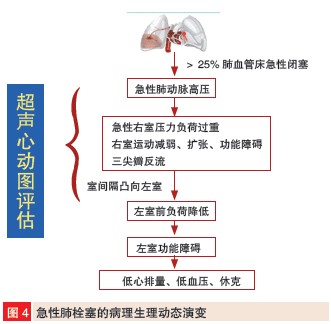 > 25% 肺血管床急性闭塞
急性肺动脉高压
超声心动图评估
急性右室压力负荷过重
右室运动减弱、扩张、功能障碍
三尖瓣反流
室间隔凸向左室
左室前负荷降低
左室功能障碍
低心排量、低血压、休克
图 4 急性肺栓塞的病理生理动态演变